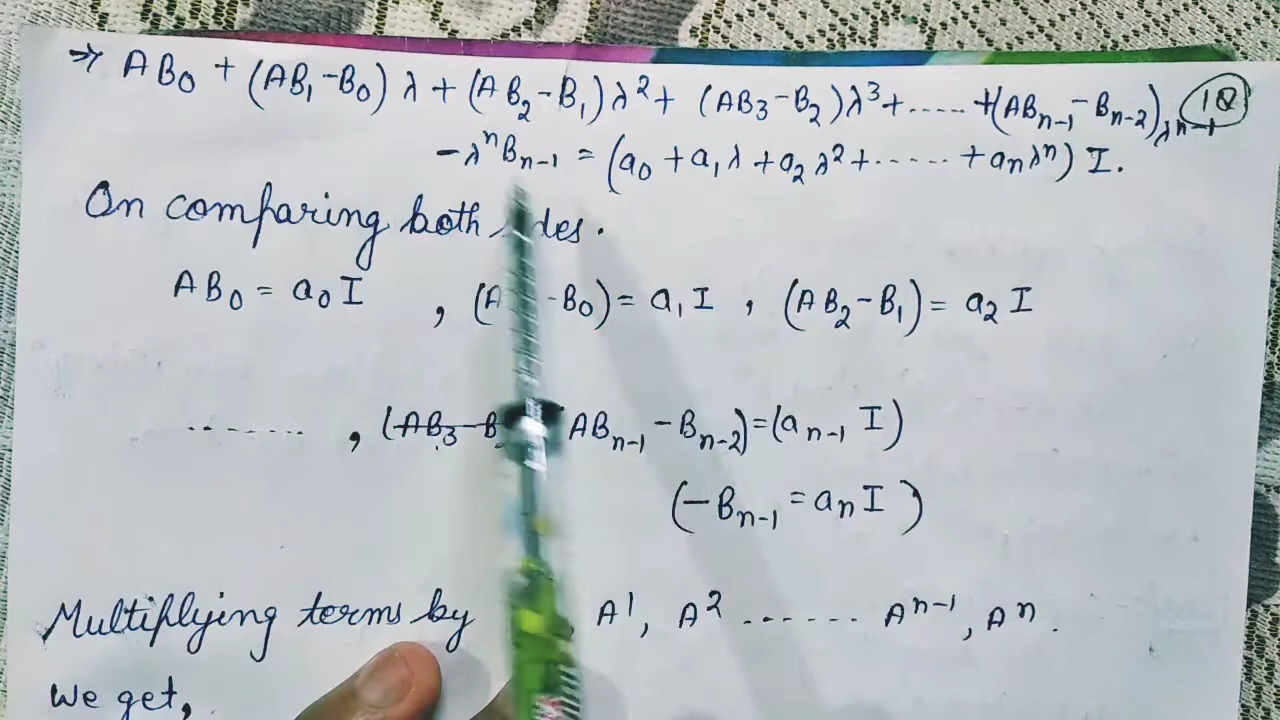 ⇒ AB₀ + (AB₁ - B₀) λ + (AB₂ - B₁) λ² + (AB₃ - B₂) λ³ + ...... + (ABₙ₋₁ - Bₙ₋₂) λⁿ⁻¹
- λⁿ Bₙ₋₁ = (a₀ + a₁ λ + a₂ λ² + ...... + aₙ λⁿ) I.
On comparing both
AB₀ = a₀ I , (A - B₀) = a₁ I , (AB₂ - B₁) = a₂ I
........ , (AB₃ - B ABₙ₋₁ - Bₙ₋₂) = (aₙ₋₁ I)
(- Bₙ₋₁ = aₙ I )
Multiplying terms by , A¹, A² ...... Aⁿ⁻¹, Aⁿ.
We get,